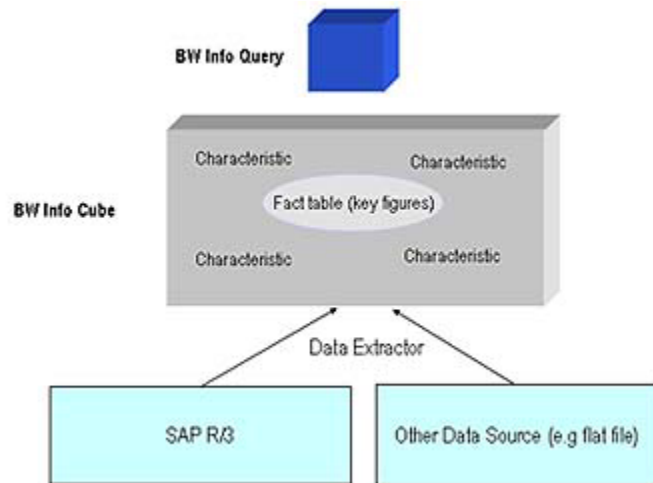 BW Info Query
Characteristic
Characteristic
Fact table (key figures)
BW Info Cube
Characteristic
Characteristic
Data Extractor
SAP R/3
Other Data Source (e.g flat file)